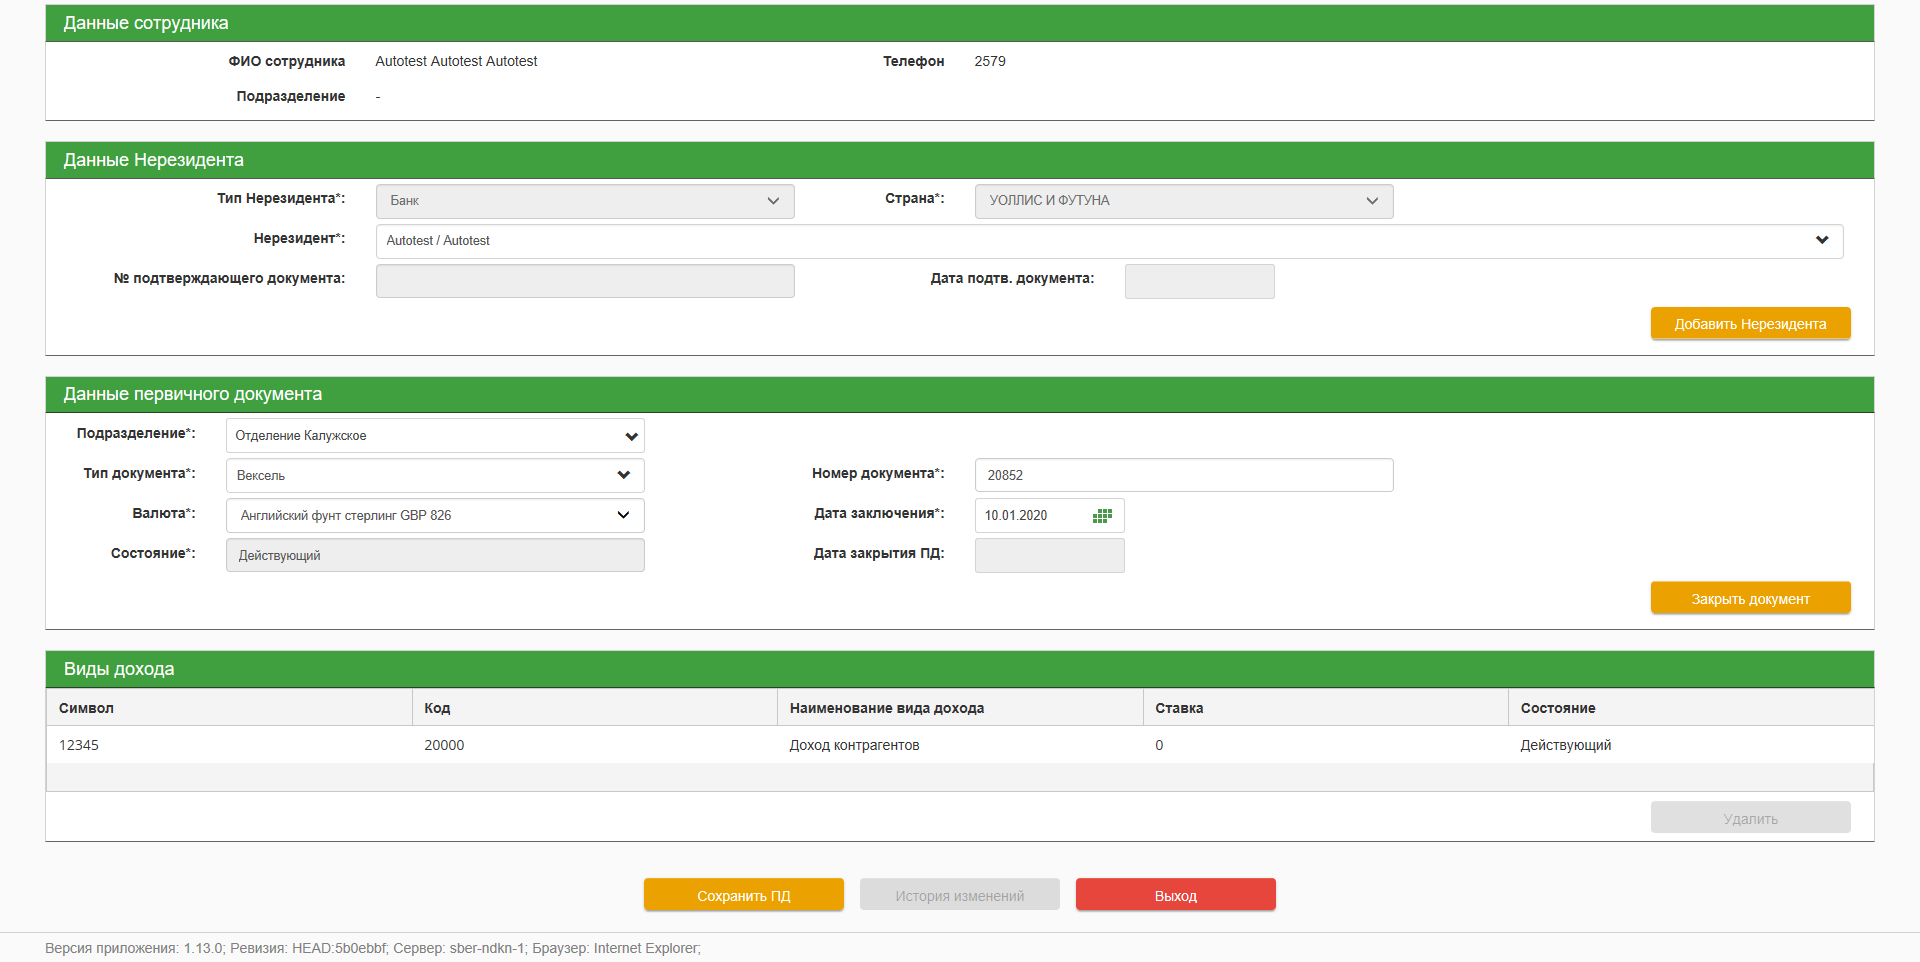 Данные сотрудника
ФИО сотрудника Autotest Autotest Autotest Телефон 2579
Подразделение -
Данные Нерезидента
Тип Нерезидента*: Банк Страна*: УОЛЛИС И ФУТУНА
Нерезидент*: Autotest / Autotest
№ подтверждающего документа: Дата подтв. документа:
Добавить Нерезидента
Данные первичного документа
Подразделение*: Отделение Калужское
Тип документа*: Вексель Номер документа*: 20852
Валюта*: Английский фунт стерлинг GBP 826 Дата заключения*: 10.01.2020
Состояние*: Действующий Дата закрытия ПД:
Закрыть документ
Виды дохода
Символ Код Наименование вида дохода Ставка Состояние
12345 20000 Доход контрагентов 0 Действующий
Удалить
Сохранить ПД История изменений Выход
Версия приложения: 1.13.0; Ревизия: HEAD:5b0ebbf; Сервер: sber-ndkn-1; Браузер: Internet Explorer;